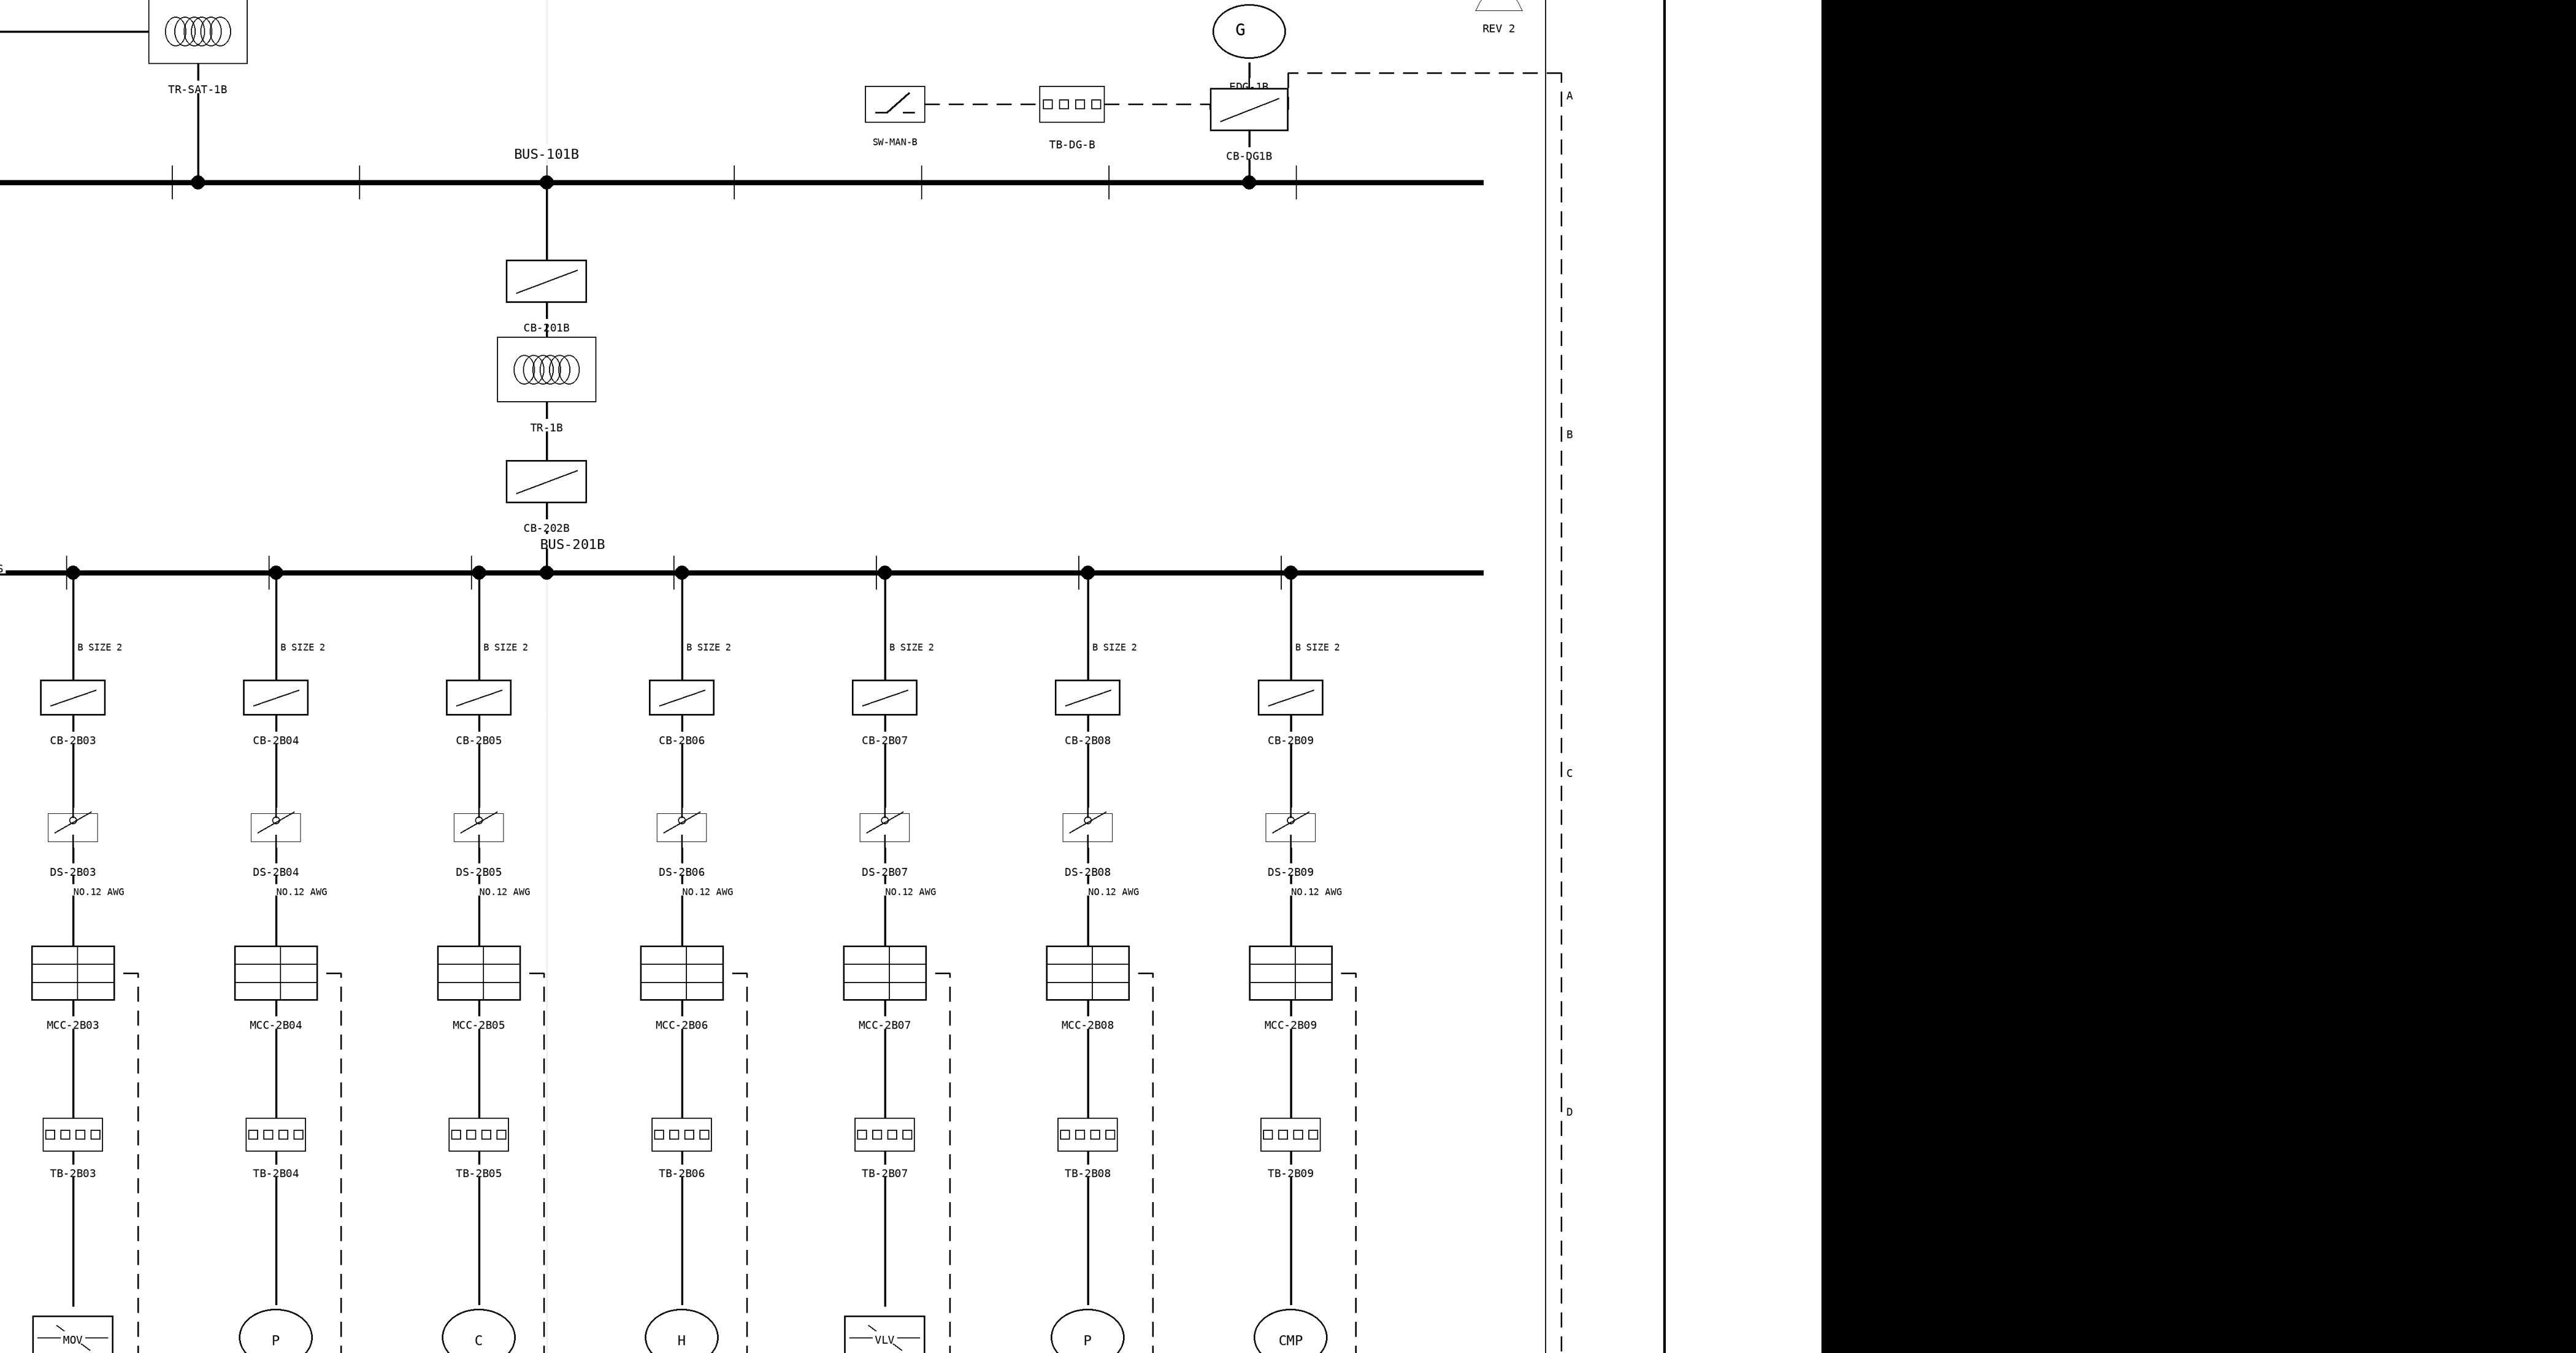 G
REV 2
TR-SAT-1B
EDG-1B
A
SW-MAN-B
TB-DG-B
CB-DG1B
BUS-101B
CB-201B
TR-1B
B
CB-202B
BUS-201B
B SIZE 2 B SIZE 2 B SIZE 2 B SIZE 2 B SIZE 2 B SIZE 2 B SIZE 2
CB-2B03 CB-2B04 CB-2B05 CB-2B06 CB-2B07 CB-2B08 CB-2B09
C
DS-2B03 DS-2B04 DS-2B05 DS-2B06 DS-2B07 DS-2B08 DS-2B09
NO.12 AWG NO.12 AWG NO.12 AWG NO.12 AWG NO.12 AWG NO.12 AWG NO.12 AWG
MCC-2B03 MCC-2B04 MCC-2B05 MCC-2B06 MCC-2B07 MCC-2B08 MCC-2B09
D
TB-2B03 TB-2B04 TB-2B05 TB-2B06 TB-2B07 TB-2B08 TB-2B09
MOV P C H VLV P CMP